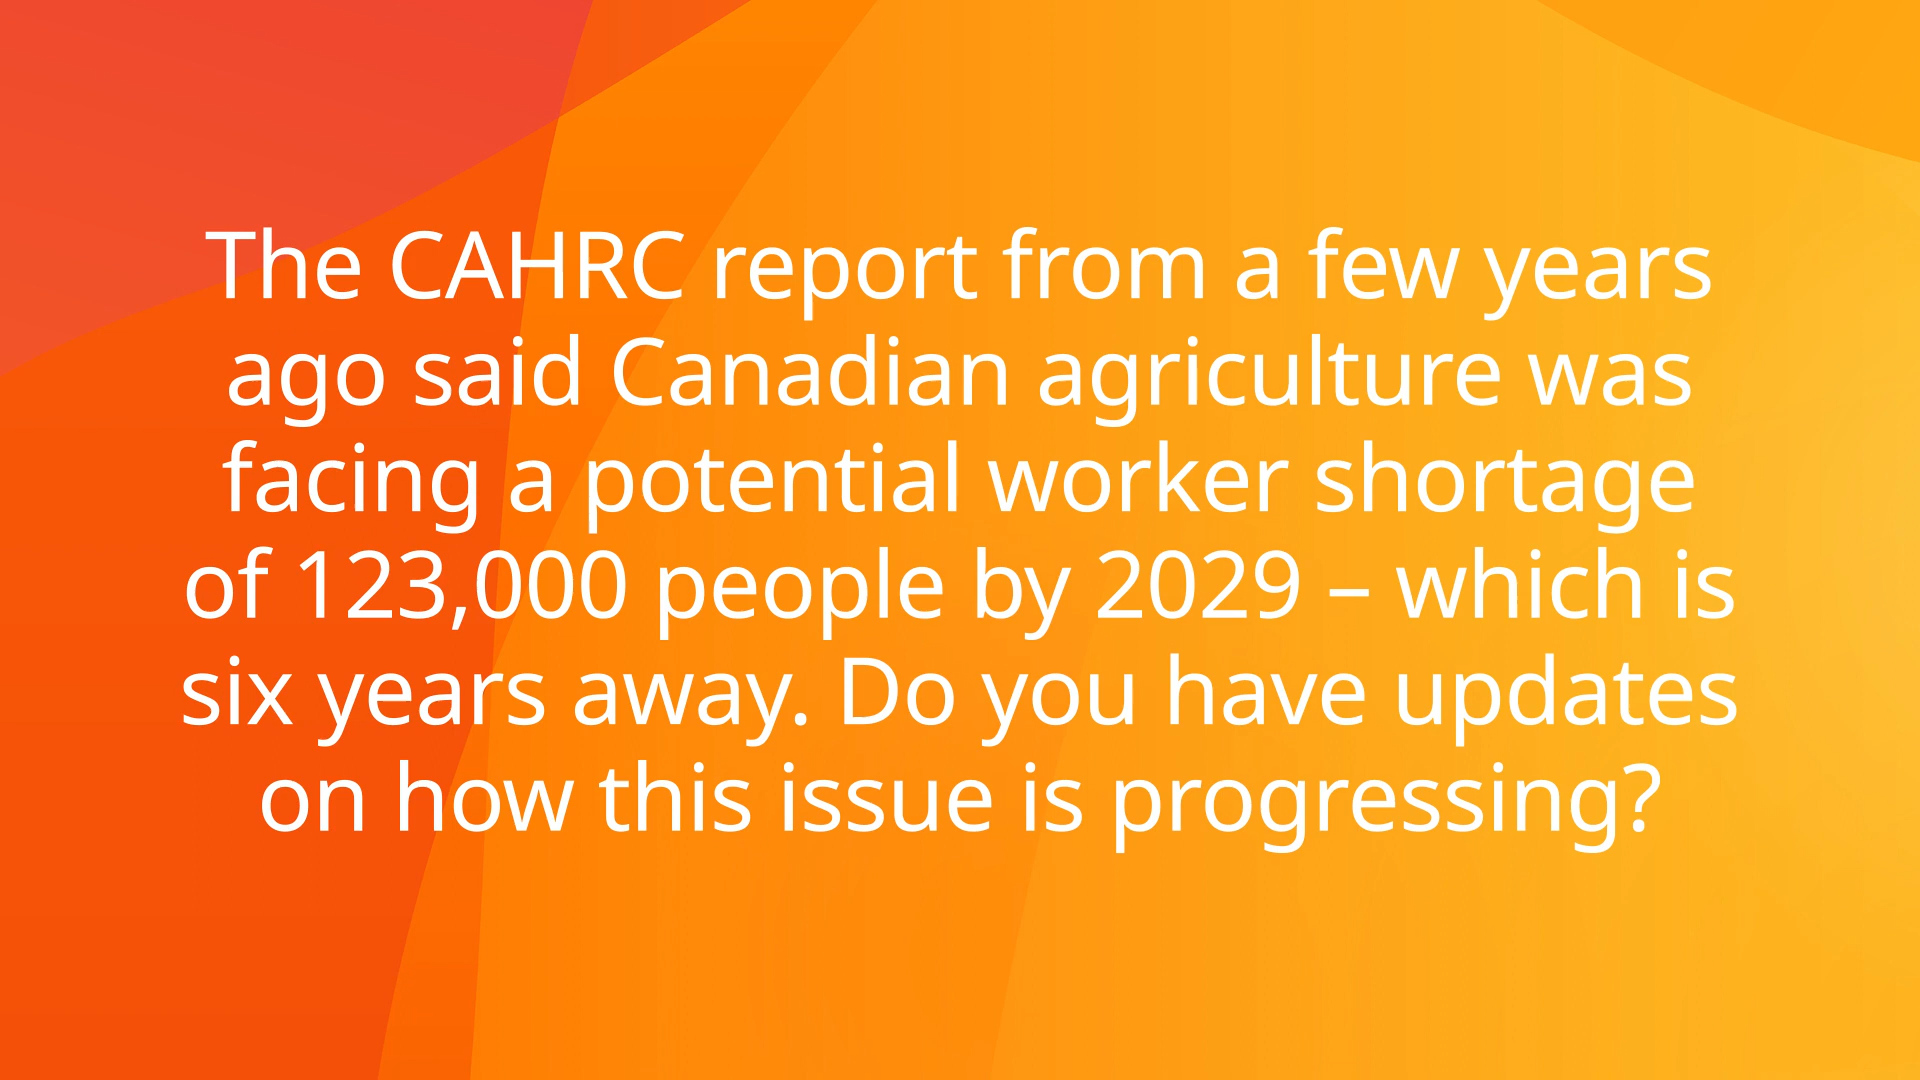 The CAHRC report from a few years
ago said Canadian agriculture was
facing a potential worker shortage
of 123,000 people by 2029 – which is
six years away. Do you have updates
on how this issue is progressing?